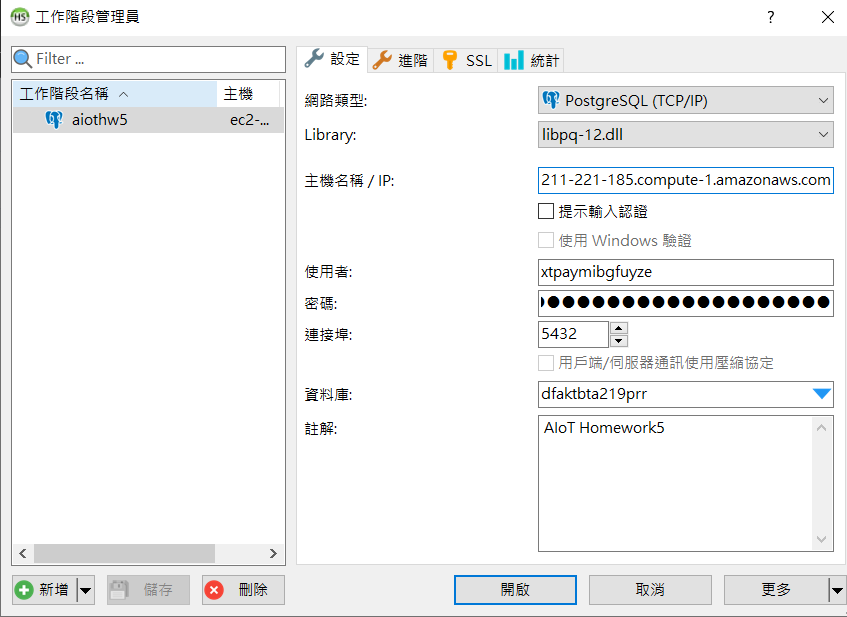 HS 工作階段管理員
Filter ...
工作階段名稱 主機
aiothw5 ec2-...
設定 進階 SSL 統計
網路類型: PostgreSQL (TCP/IP)
Library: libpq-12.dll
主機名稱 / IP: 211-221-185.compute-1.amazonaws.com
提示輸入認證
使用 Windows 驗證
使用者: xtpaymibgfuyze
密碼: ●●●●●●●●●●●●●●●●●●●
連接埠: 5432
用戶端/伺服器通訊使用壓縮協定
資料庫: dfaktbta219prr
註解: AIoT Homework5
新增 儲存 刪除 開啟 取消 更多